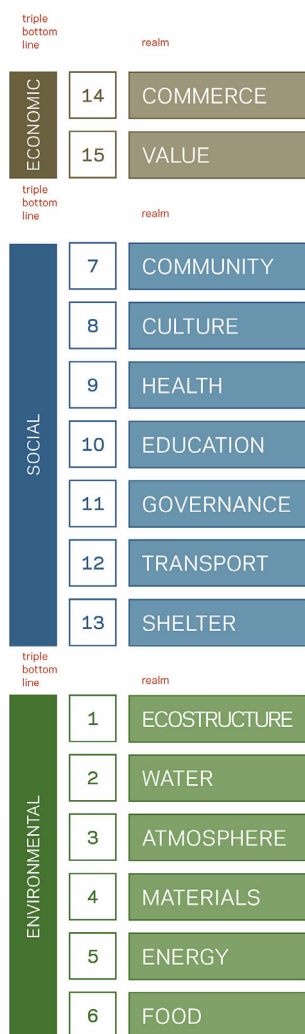 triple
bottom
line
realm
ECONOMIC
14 COMMERCE
15 VALUE
triple
bottom
line
realm
SOCIAL
7 COMMUNITY
8 CULTURE
9 HEALTH
10 EDUCATION
11 GOVERNANCE
12 TRANSPORT
13 SHELTER
triple
bottom
line
realm
ENVIRONMENTAL
1 ECOSTRUCTURE
2 WATER
3 ATMOSPHERE
4 MATERIALS
5 ENERGY
6 FOOD